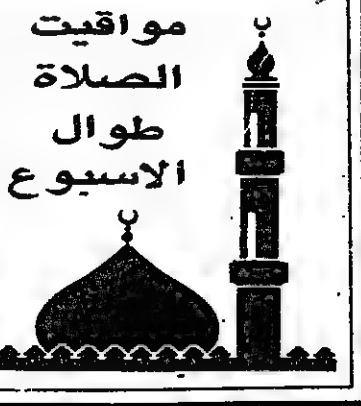 مواقيت
الصلاة
طوال
الاسبوع